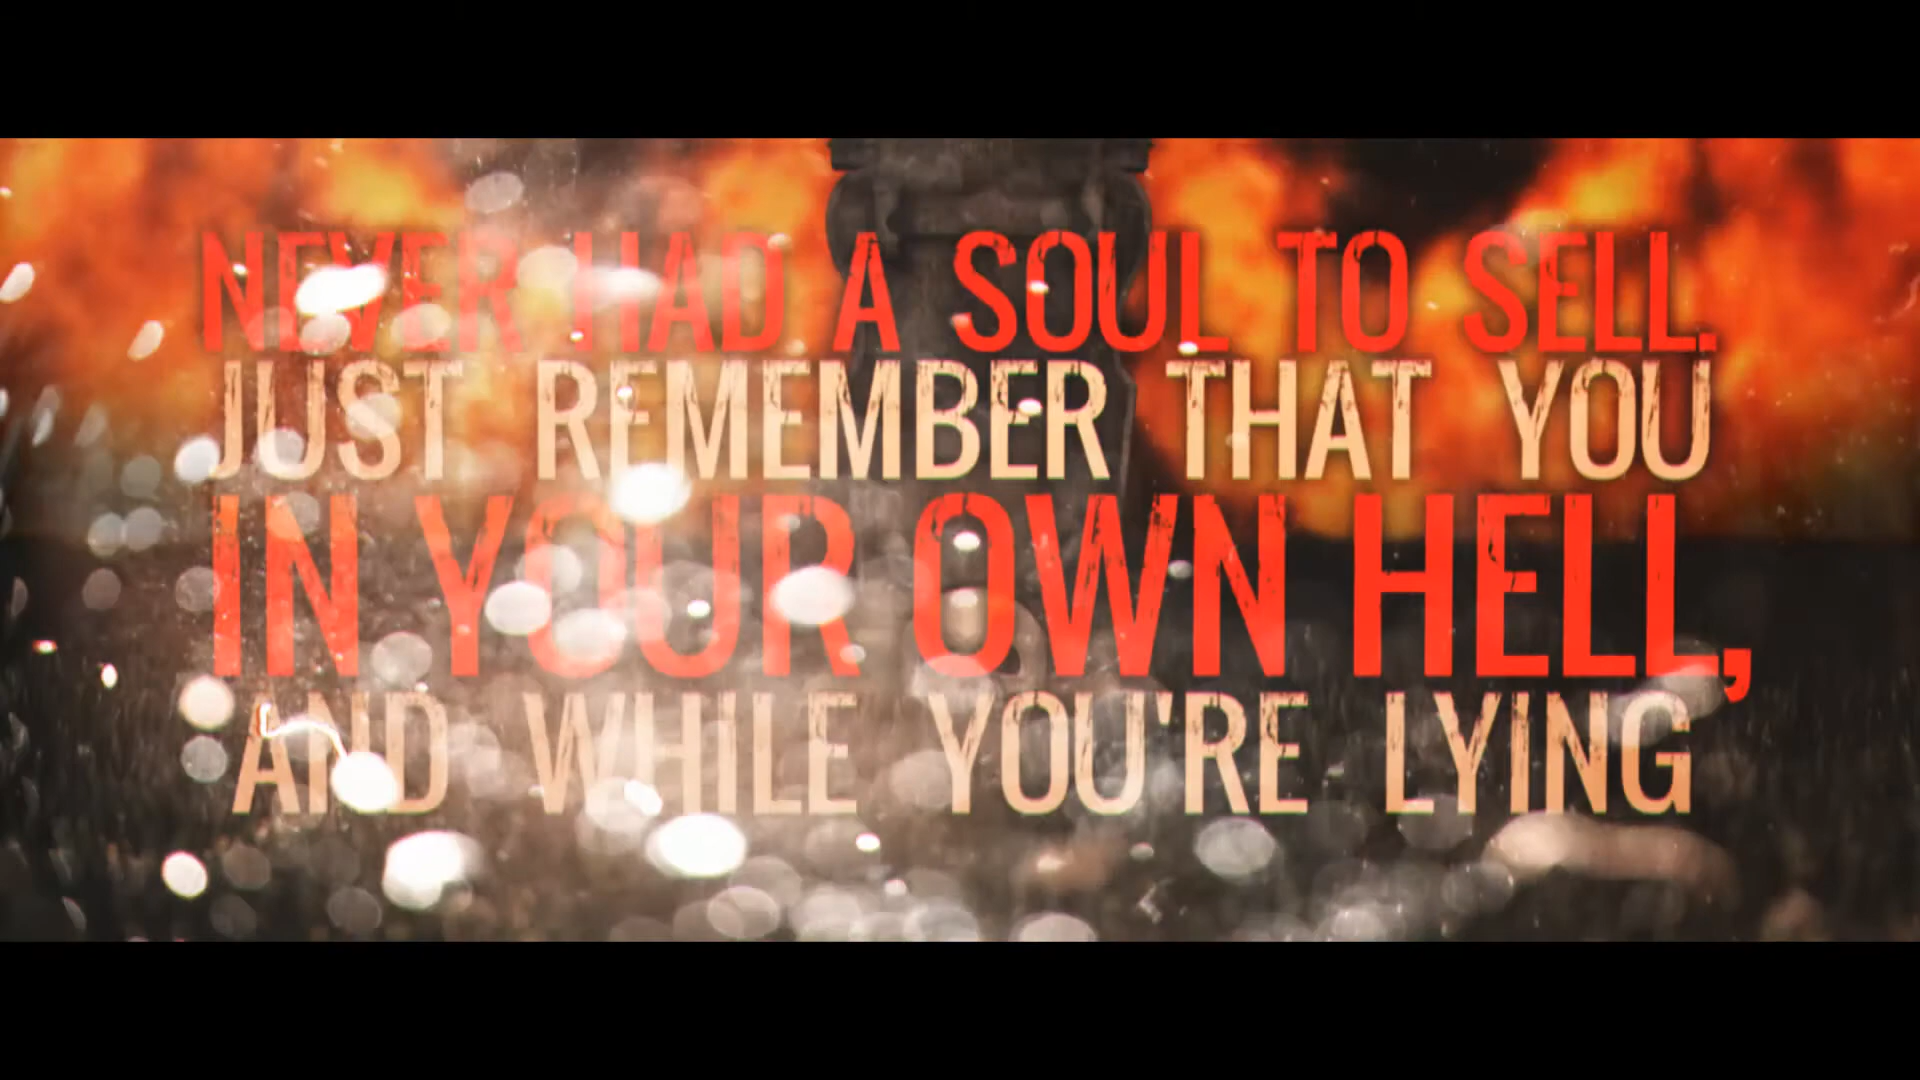 NEVER HAD A SOUL TO SELL.
JUST REMEMBER THAT YOU
IN YOUR OWN HELL,
AND WHILE YOU'RE LYING